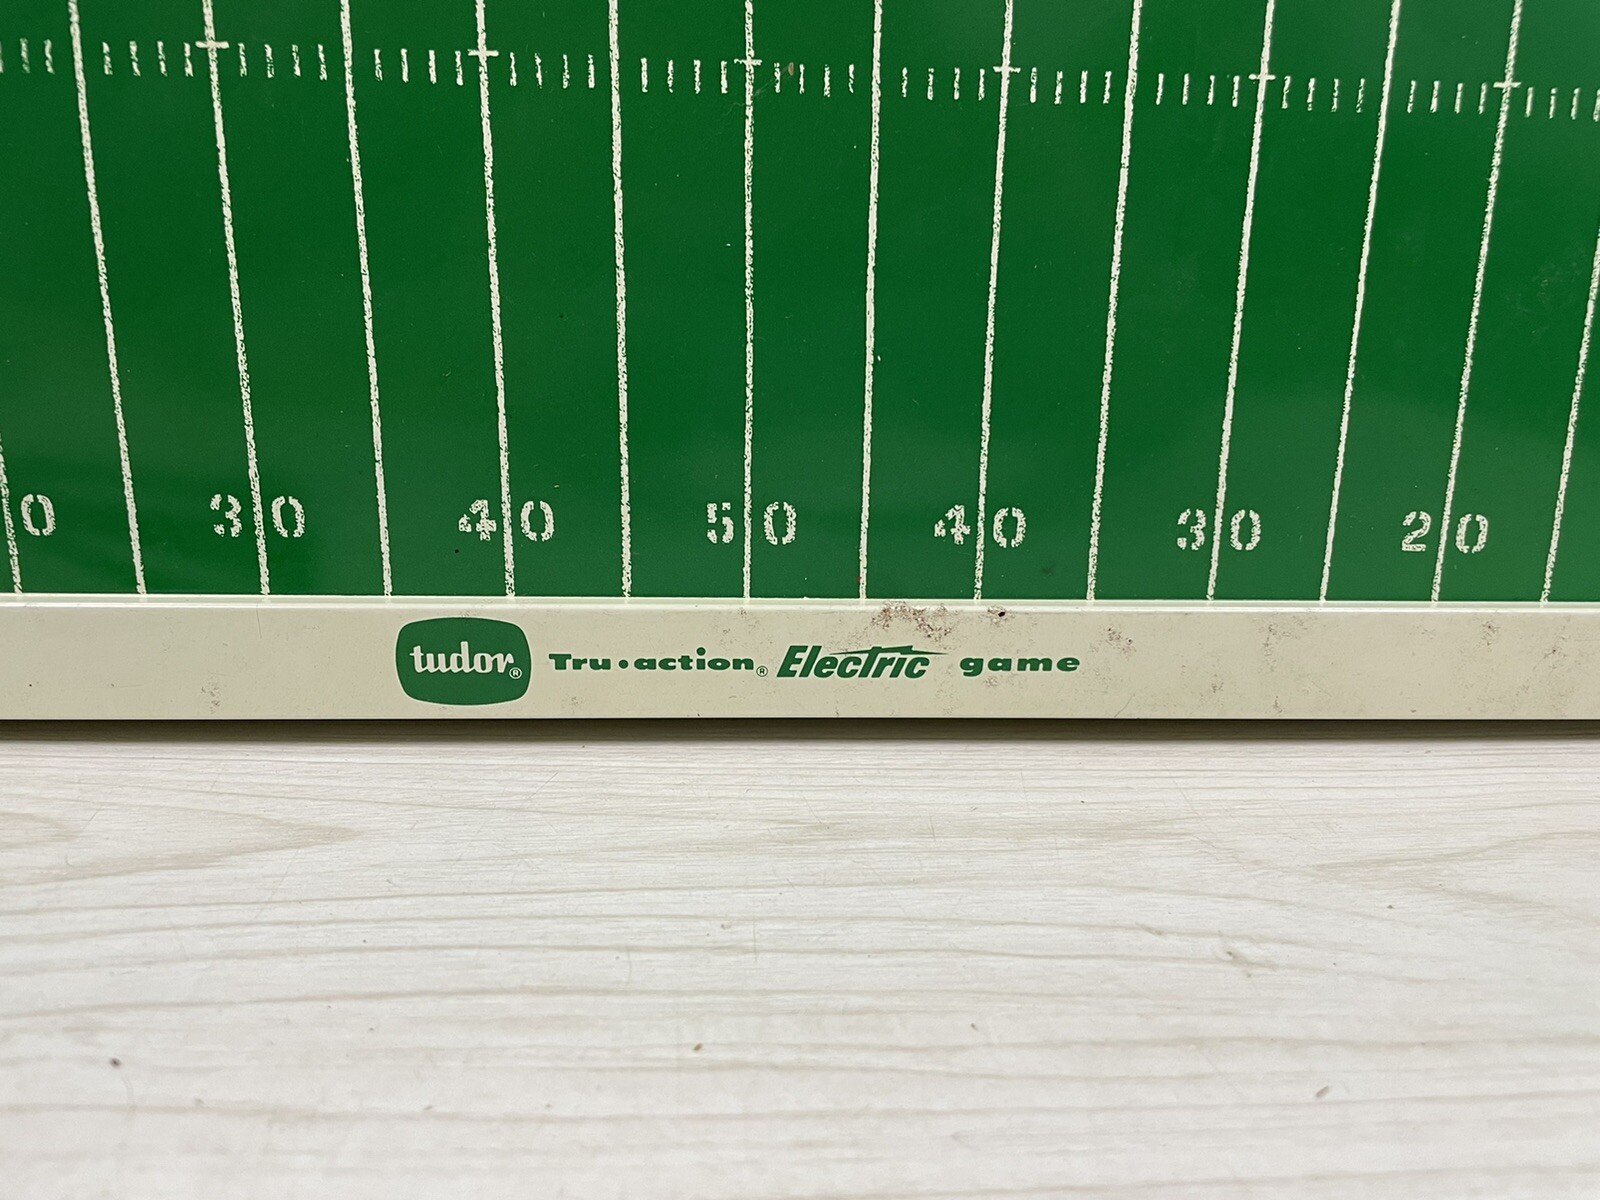 0 30 40 50 40 30 20
tudor® Tru•action® Electric game